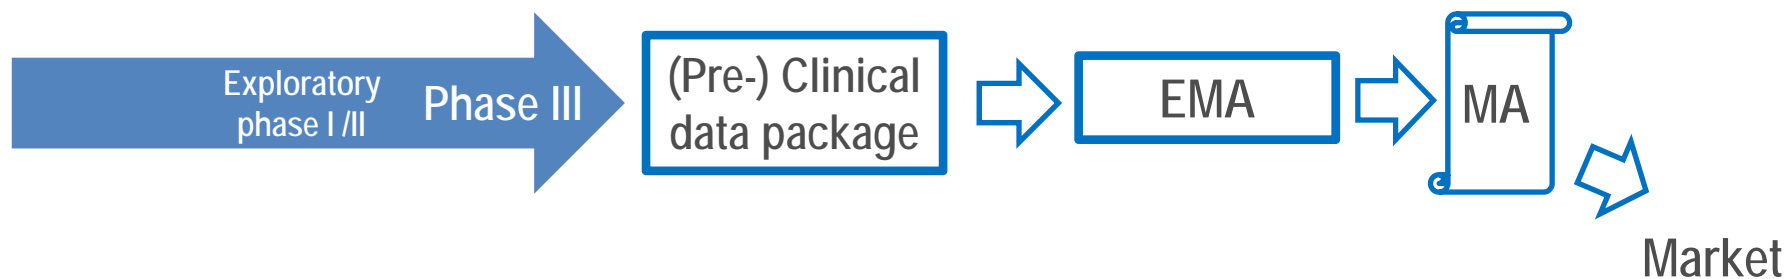 Exploratory
phase I /II
Phase III
(Pre-) Clinical
data package
EMA
MA
Market